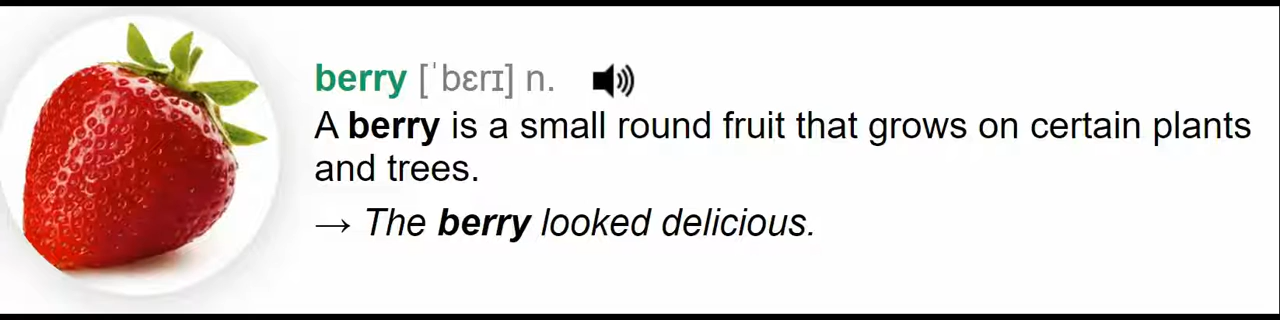 berry [ˈbɛrɪ] n.
A berry is a small round fruit that grows on certain plants
and trees.
→ The berry looked delicious.